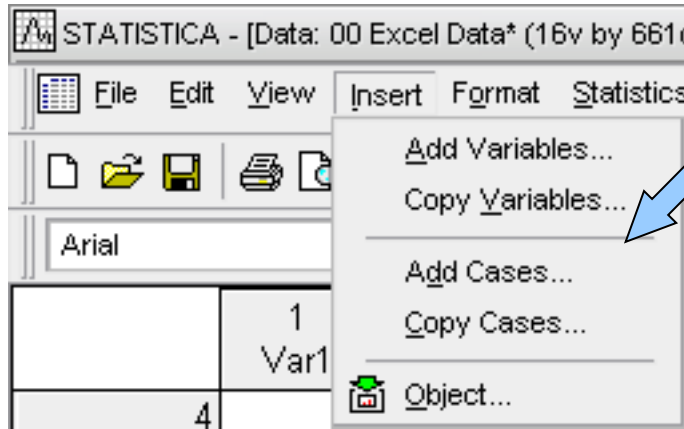 STATISTICA - [Data: 00 Excel Data* (16v by 661
File Edit View Insert Format Statistics
Add Variables...
Copy Variables...
Arial
Add Cases...
Copy Cases...
1
Var1
Object...
4